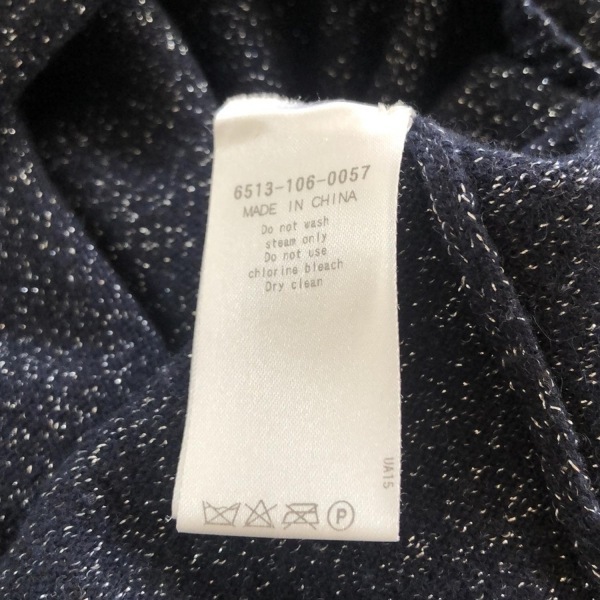 6513-106-0057
MADE IN CHINA
Do not wash
steam only
Do not use
chlorine bleach
Dry clean
UA15
P